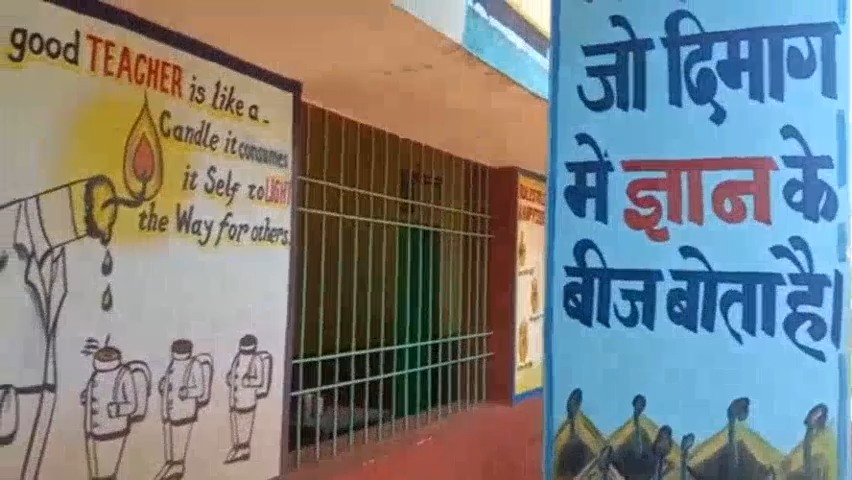 good TEACHER is like a -
Candle it consumes
it Self to LIGHT
the Way for others.
जो दिमाग
में ज्ञान के
बीज बोता है।